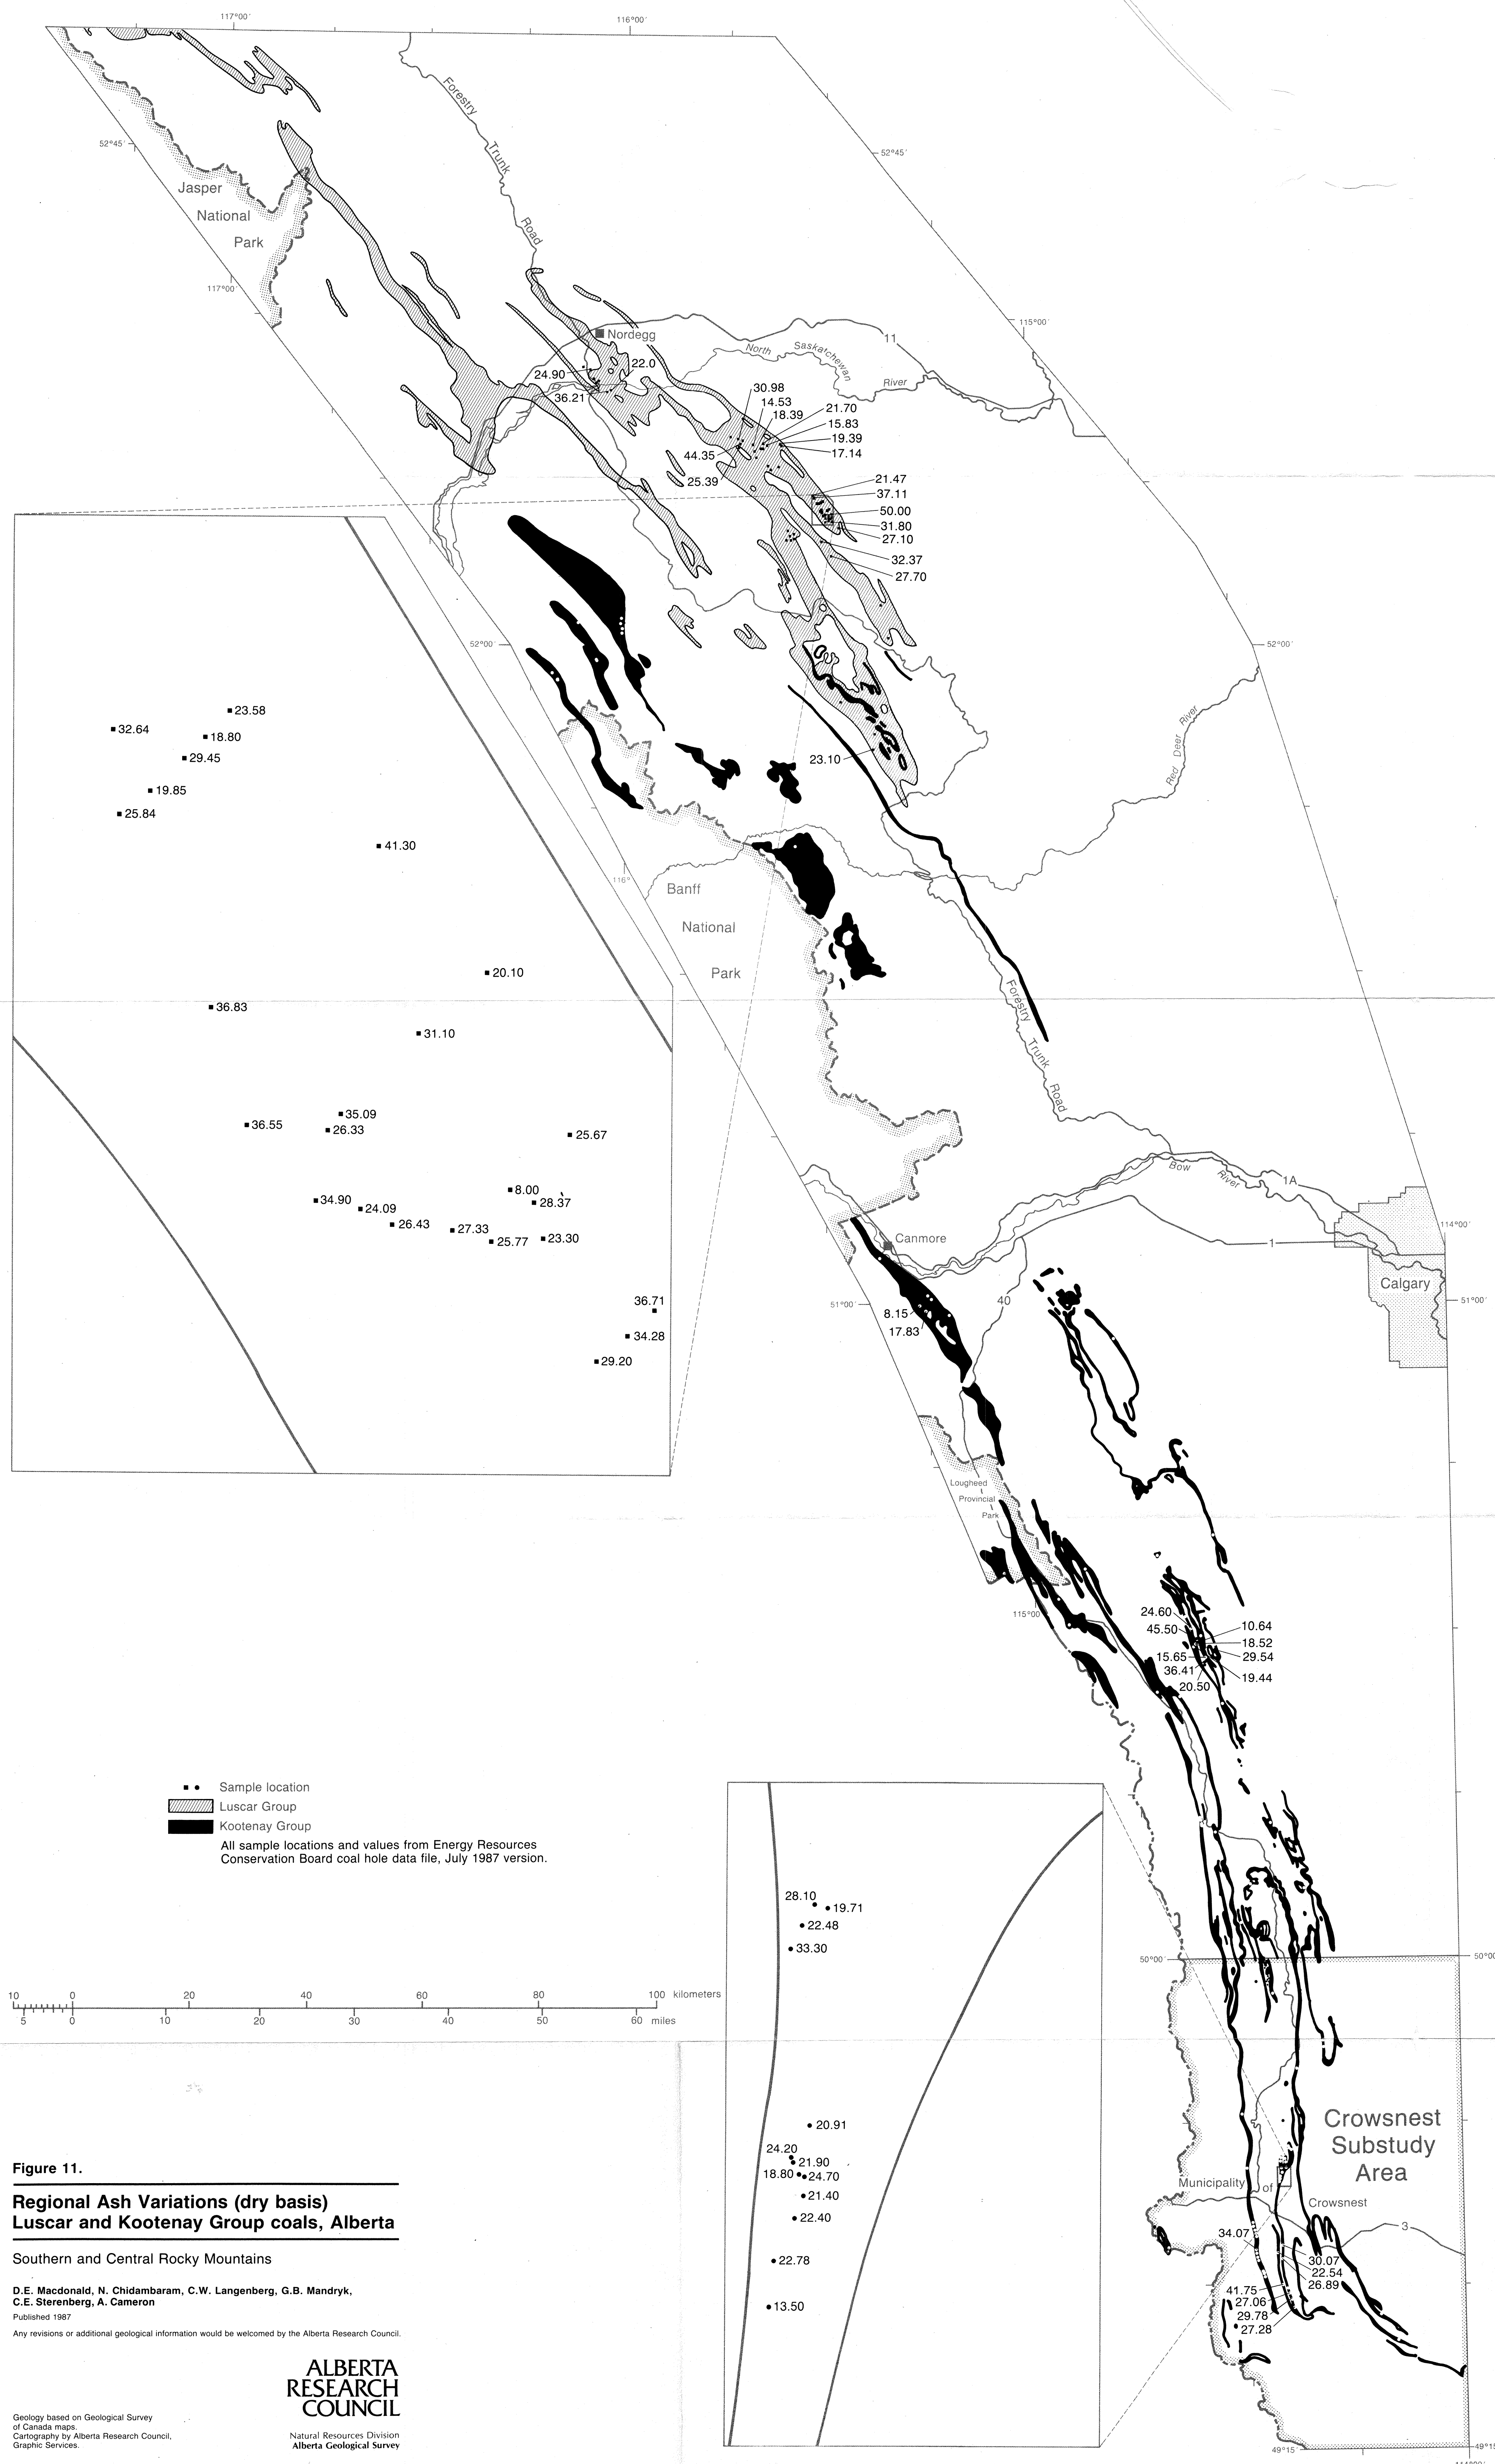 117°00'
116°00'
Forestry
Trunk
Road
52°45'
52°45'
Jasper
National
Park
117°00'
115°00'
Nordegg
11
North Saskatchewan
River
22.0
24.90
36.21
30.98
14.53
18.39
21.70
15.83
19.39
17.14
44.35
25.39
21.47
37.11
50.00
31.80
27.10
32.37
27.70
52°00'
52°00'
23.10
Red Deer River
23.58
32.64
18.80
29.45
19.85
25.84
41.30
20.10
36.83
31.10
35.09
36.55
26.33
25.67
8.00
34.90
28.37
24.09
26.43
27.33
25.77
23.30
36.71
34.28
29.20
116°
Banff
National
Park
Forestry
Trunk
Road
Bow
River
1A
114°00'
1
Canmore
Calgary
51°00'
51°00'
40
8.15
17.83
Lougheed
Provincial
Park
115°00'
24.60
45.50
10.64
18.52
15.65
29.54
36.41
19.44
20.50
Sample location
Luscar Group
Kootenay Group
All sample locations and values from Energy Resources
Conservation Board coal hole data file, July 1987 version.
28.10
19.71
22.48
33.30
20.91
24.20
21.90
18.80
24.70
21.40
22.40
22.78
13.50
50°00'
50°00'
10 0 20 40 60 80 100 kilometers
5 0 10 20 30 40 50 60 miles
Crowsnest
Substudy
Area
Municipality
of
Crowsnest
3
34.07
30.07
22.54
26.89
41.75
27.06
29.78
27.28
49°15'
49°15'
Figure 11.
Regional Ash Variations (dry basis)
Luscar and Kootenay Group coals, Alberta
Southern and Central Rocky Mountains
D.E. Macdonald, N. Chidambaram, C.W. Langenberg, G.B. Mandryk,
C.E. Sterenberg, A. Cameron
Published 1987
Any revisions or additional geological information would be welcomed by the Alberta Research Council.
ALBERTA
RESEARCH
COUNCIL
Natural Resources Division
Alberta Geological Survey
Geology based on Geological Survey
of Canada maps.
Cartography by Alberta Research Council,
Graphic Services.